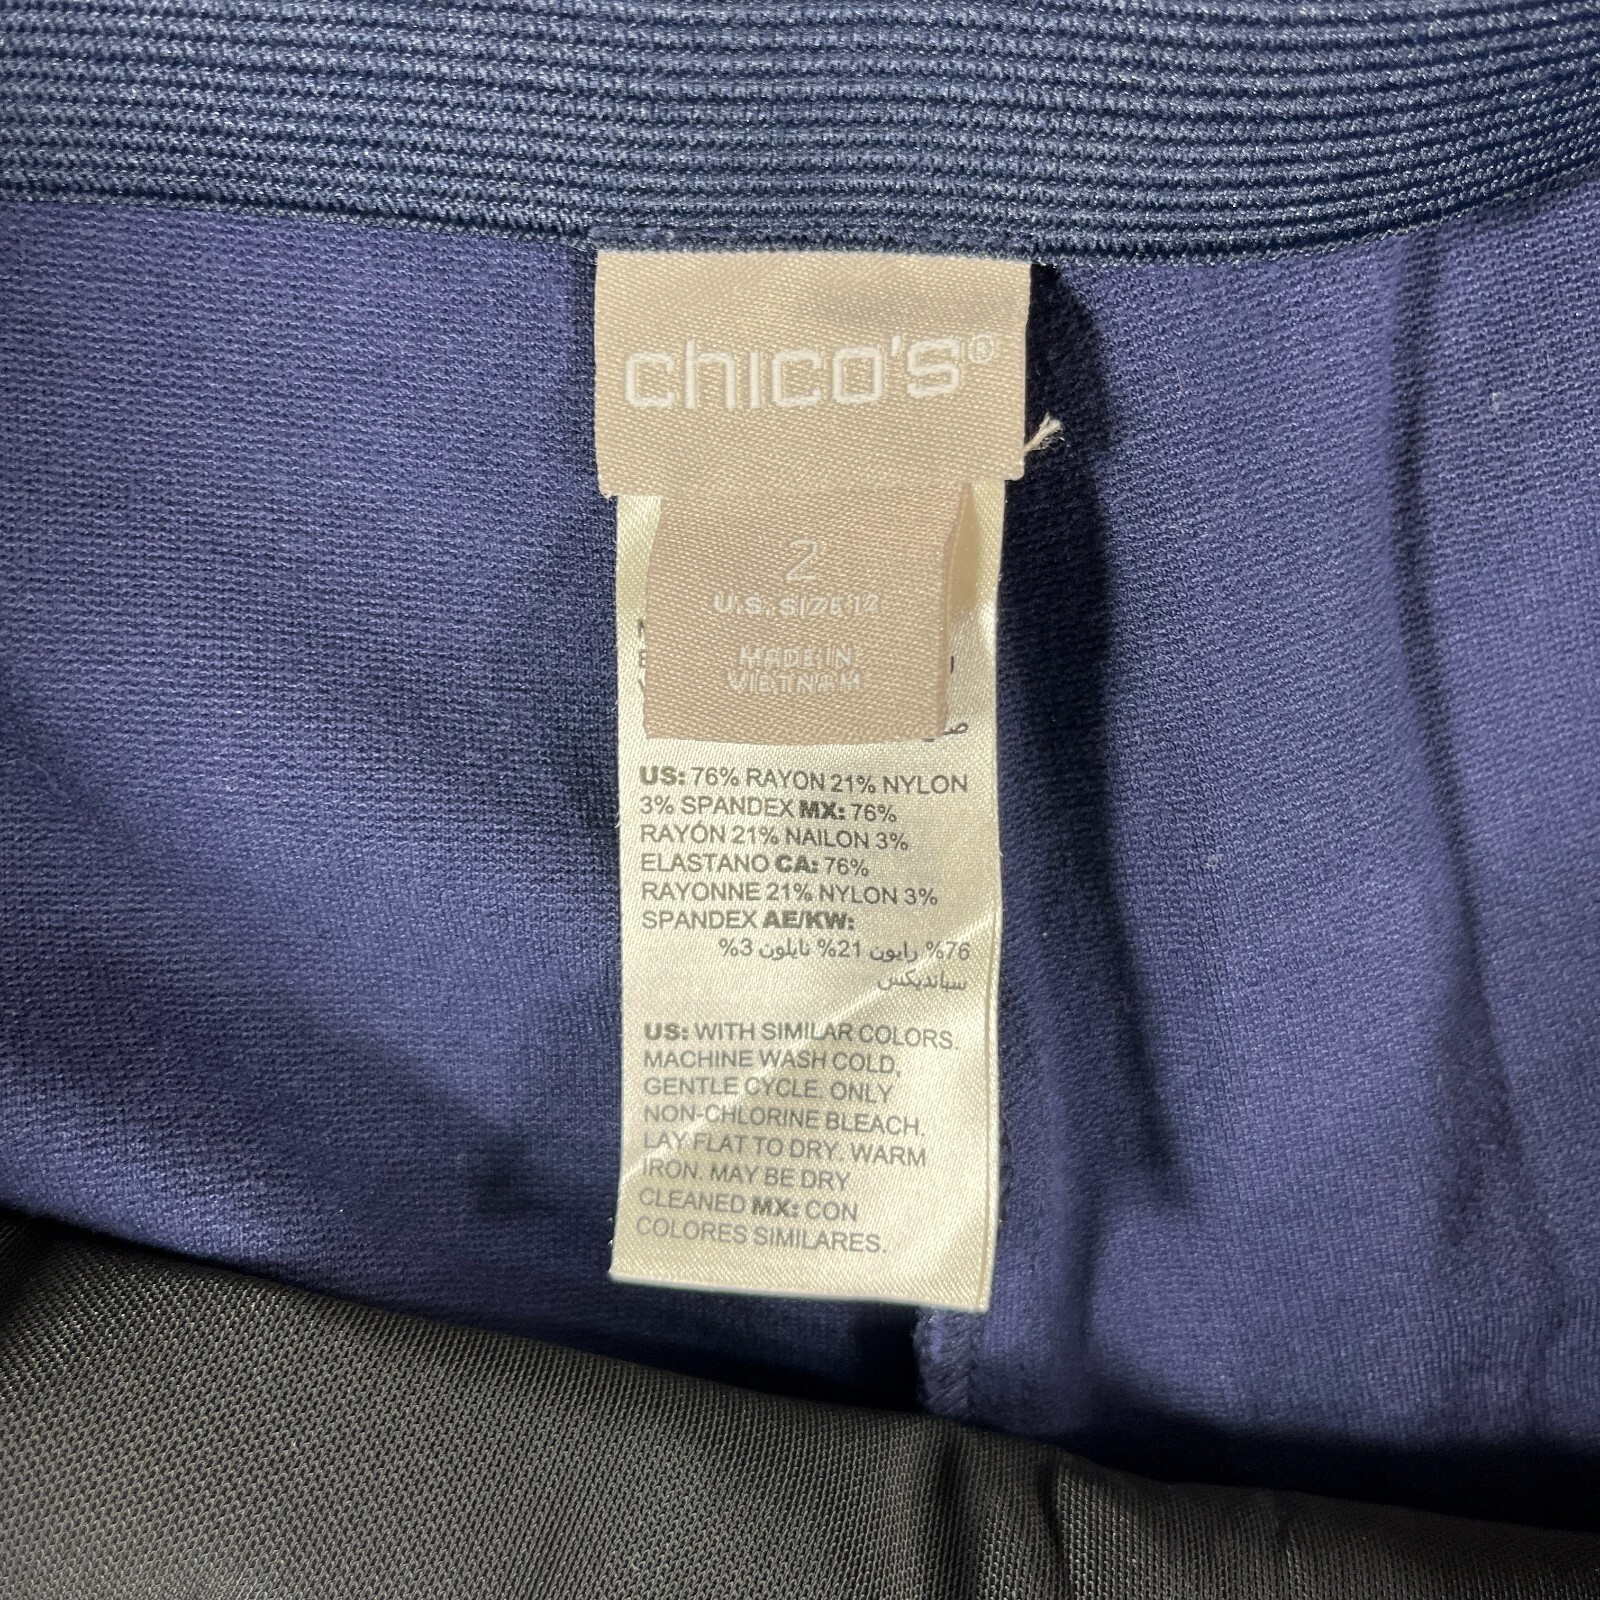 chico's®
2
U.S. SIZE 12
MADE IN
VIETNAM
US: 76% RAYON 21% NYLON
3% SPANDEX MX: 76%
RAYÓN 21% NAILON 3%
ELASTANO CA: 76%
RAYONNE 21% NYLON 3%
SPANDEX AE/KW:
%76 رايون 21% نايلون 3%
سباندیکس
US: WITH SIMILAR COLORS.
MACHINE WASH COLD,
GENTLE CYCLE. ONLY
NON-CHLORINE BLEACH.
LAY FLAT TO DRY. WARM
IRON. MAY BE DRY
CLEANED MX: CON
COLORES SIMILARES.